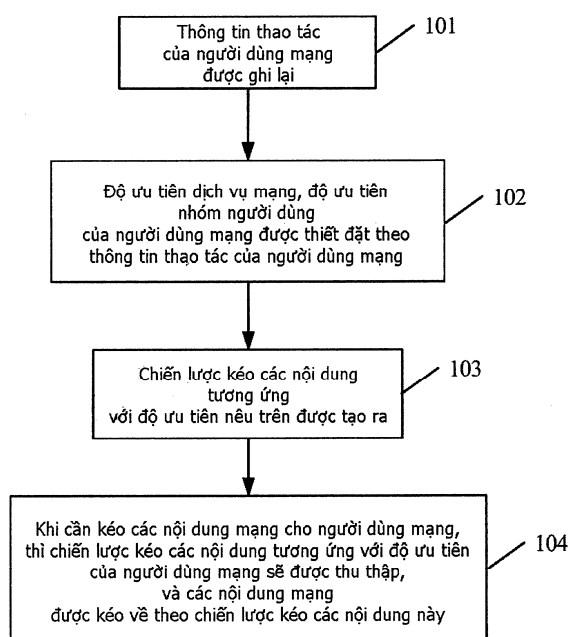 Thông tin thao tác
của người dùng mạng
được ghi lại
101
Độ ưu tiên dịch vụ mạng, độ ưu tiên
nhóm người dùng
của người dùng mạng được thiết đặt theo
thông tin thạo tác của người dùng mạng
102
Chiến lược kéo các nội dung
tương ứng
với độ ưu tiên nêu trên được tạo ra
103
Khi cần kéo các nội dung mạng cho người dùng mạng,
thì chiến lược kéo các nội dung tương ứng với độ ưu tiên
của người dùng mạng sẽ được thu thập,
và các nội dung mạng
được kéo về theo chiến lược kéo các nội dung này
104